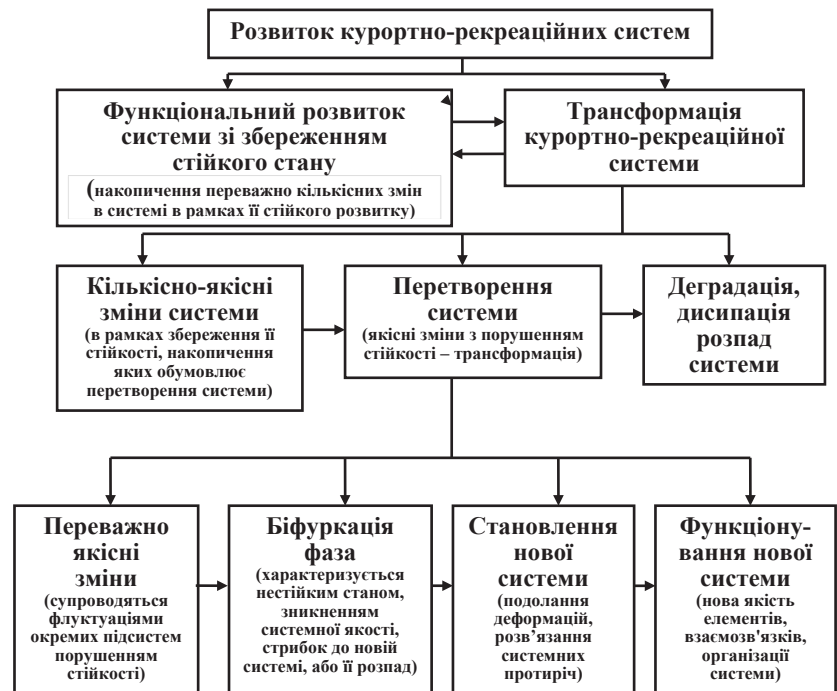 Розвиток курортно-рекреаційних систем
Функціональний розвиток
системи зі збереженням
стійкого стану
(накопичення переважно кількісних змін
в системі в рамках її стійкого розвитку)
Трансформація
курортно-рекреаційної
системи
Кількісно-якісні
зміни системи
(в рамках збереження її
стійкості, накопичення
яких обумовлює
перетворення системи)
Перетворення
системи
(якісні зміни з порушенням
стійкості – трансформація)
Деградація,
дисипація
розпад
системи
Переважно
якісні
зміни
(супроводяться
флуктуаціями
окремих підсистем
порушенням
стійкості)
Біфуркація
фаза
(характеризується
нестійким станом,
зникненням
системної якості,
стрибок до новій
системі, або її розпад)
Становлення
нової
системи
(подолання
деформацій,
розв’язання
системних
протиріч)
Функціону-
вання нової
системи
(нова якість
елементів,
взаємозв'язків,
організації
системи)